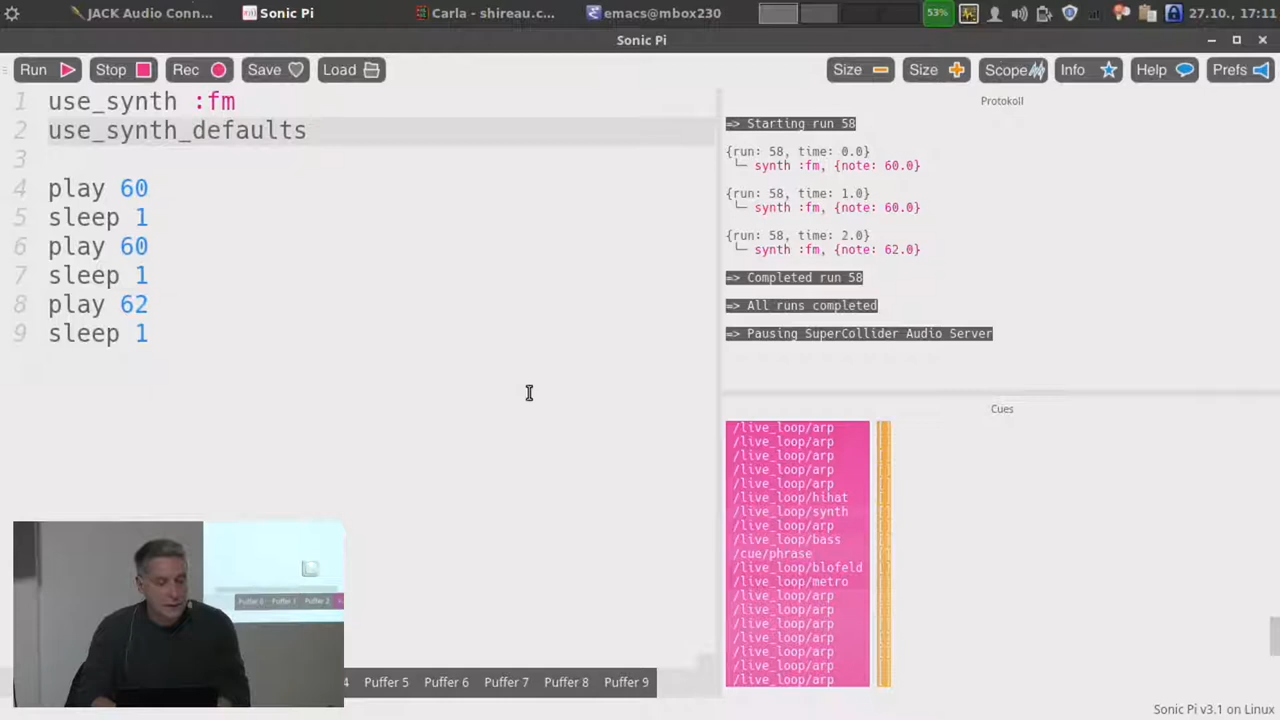 JACK Audio Conn...
Sonic Pi
Carla - shireau.c...
emacs@mbox230
53%
27.10., 17:11
Sonic Pi
Run
Stop
Rec
Save
Load
Size
Size
Scope
Info
Help
Prefs
1 use_synth :fm
2 use_synth_defaults
3
4 play 60
5 sleep 1
6 play 60
7 sleep 1
8 play 62
9 sleep 1
Protokoll
=> Starting run 58
{run: 58, time: 0.0}
└─ synth :fm, {note: 60.0}
{run: 58, time: 1.0}
└─ synth :fm, {note: 60.0}
{run: 58, time: 2.0}
└─ synth :fm, {note: 62.0}
=> Completed run 58
=> All runs completed
=> Pausing SuperCollider Audio Server
Cues
/live_loop/arp
/live_loop/arp
/live_loop/arp
/live_loop/arp
/live_loop/arp
/live_loop/hihat
/live_loop/synth
/live_loop/arp
/live_loop/bass
/cue/phrase
/live_loop/blofeld
/live_loop/metro
/live_loop/arp
/live_loop/arp
/live_loop/arp
/live_loop/arp
/live_loop/arp
/live_loop/arp
/live_loop/arp
Puffer 0 Puffer 1 Puffer 2
4 Puffer 5 Puffer 6 Puffer 7 Puffer 8 Puffer 9
Sonic Pi v3.1 on Linux